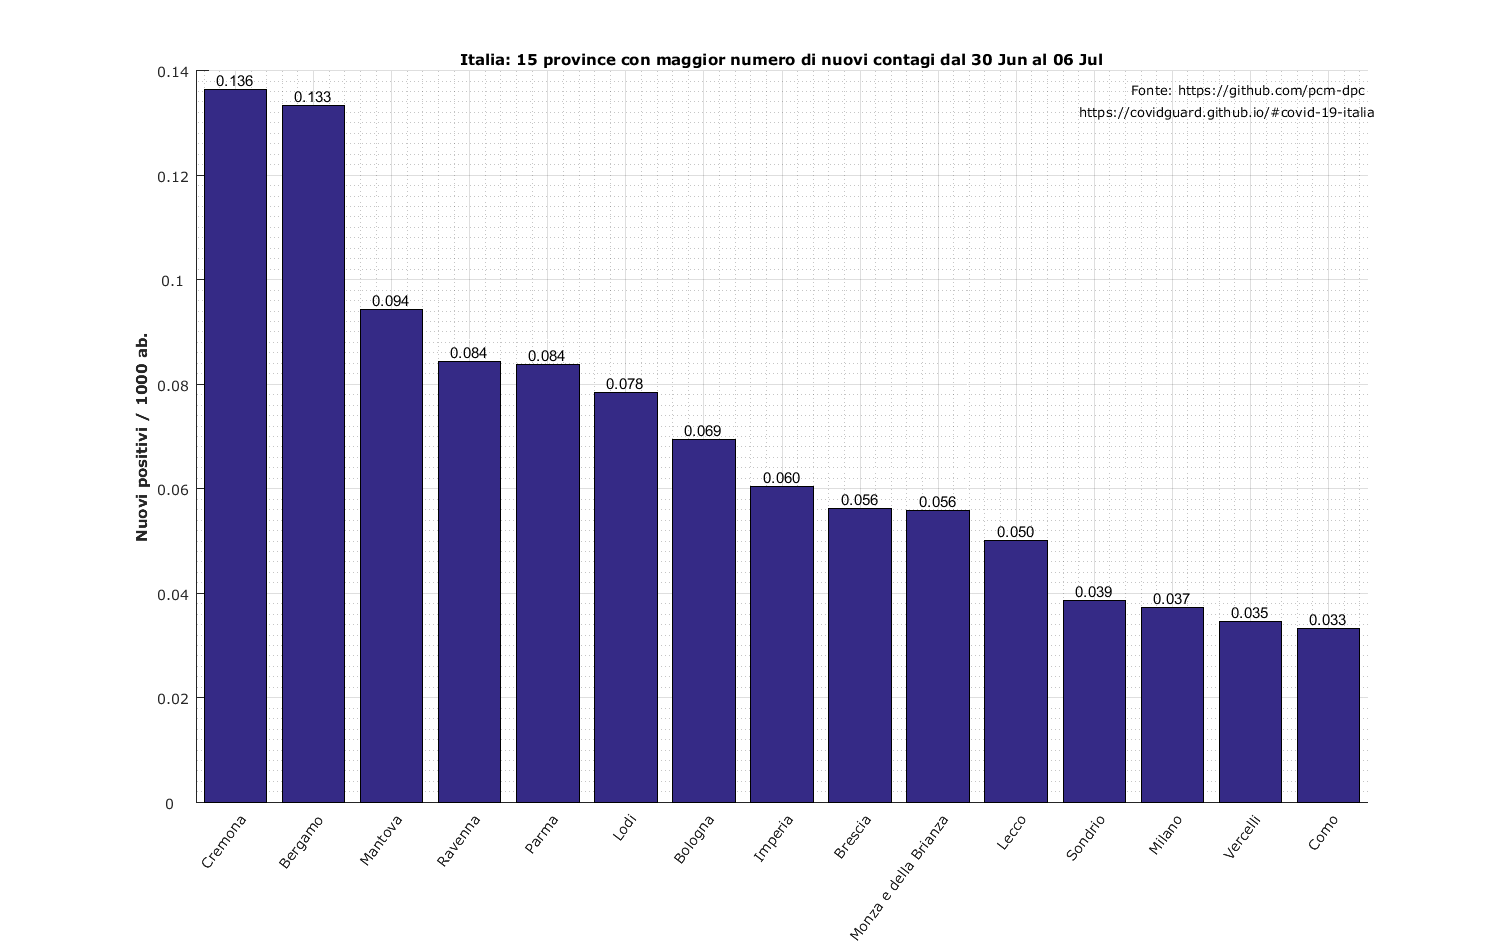 Italia: 15 province con maggior numero di nuovi contagi dal 30 Jun al 06 Jul
Fonte: https://github.com/pcm-dpc
https://covidguard.github.io/#covid-19-italia
Nuovi positivi / 1000 ab.
0.14
0.12
0.1
0.08
0.06
0.04
0.02
0
0.136
0.133
0.094
0.084
0.084
0.078
0.069
0.060
0.056
0.056
0.050
0.039
0.037
0.035
0.033
Cremona
Bergamo
Mantova
Ravenna
Parma
Lodi
Bologna
Imperia
Brescia
Monza e della Brianza
Lecco
Sondrio
Milano
Vercelli
Como